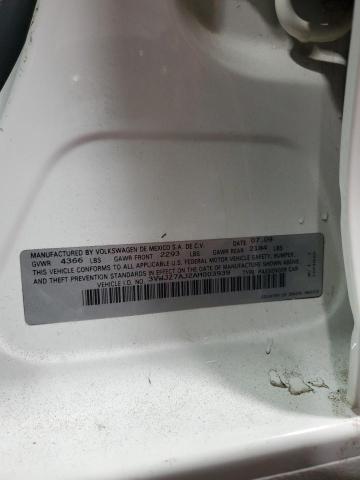 MANUFACTURED BY VOLKSWAGEN DE MEXICO S.A. DE C.V. DATE 07.09
GVWR 4366 LBS GAWR FRONT 2293 LBS GAWR REAR 2184 LBS
THIS VEHICLE CONFORMS TO ALL APPLICABLE U.S. FEDERAL MOTOR VEHICLE SAFETY, BUMPER,
AND THEFT PREVENTION STANDARDS IN EFFECT ON THE DATE OF MANUFACTURE SHOWN ABOVE.
VEHICLE I.D. NO. 3VWJZ7AJ2AM003939 TYPE: PASSENGER CAR